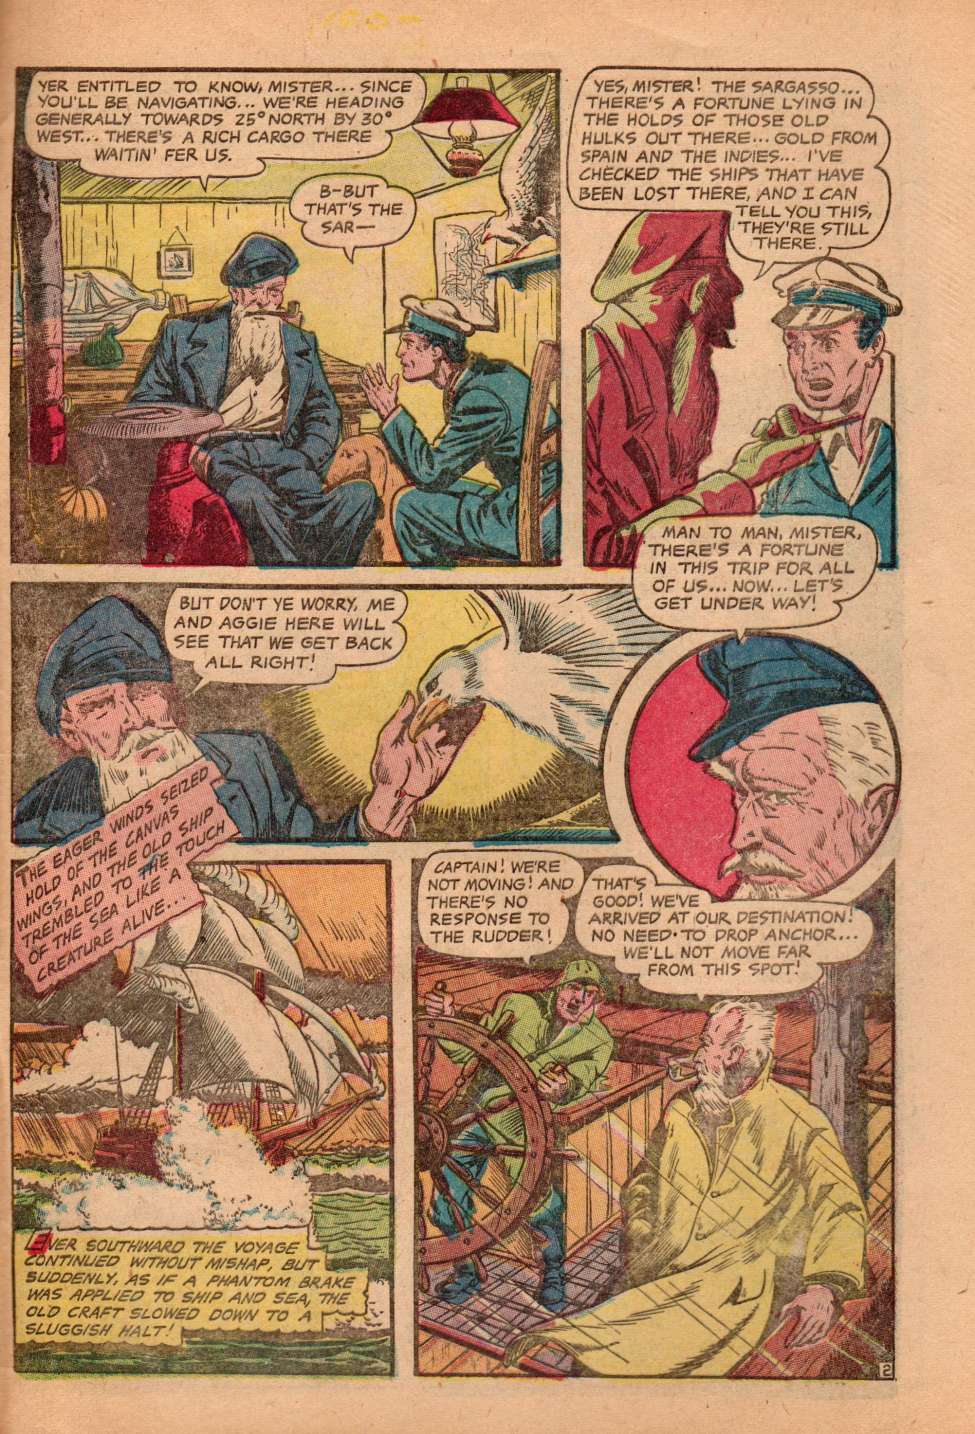 YER ENTITLED TO KNOW, MISTER... SINCE
YOU'LL BE NAVIGATING... WE'RE HEADING
GENERALLY TOWARDS 25° NORTH BY 30°
WEST... THERE'S A RICH CARGO THERE
WAITIN' FER US.
B-BUT
THAT'S THE
SAR—
YES, MISTER! THE SARGASSO...
THERE'S A FORTUNE LYING IN
THE HOLDS OF THOSE OLD
HULKS OUT THERE... GOLD FROM
SPAIN AND THE INDIES... I'VE
CHECKED THE SHIPS THAT HAVE
BEEN LOST THERE, AND I CAN
TELL YOU THIS,
THEY'RE STILL
THERE.
BUT DON'T YE WORRY, ME
AND AGGIE HERE WILL
SEE THAT WE GET BACK
ALL RIGHT!
MAN TO MAN, MISTER,
THERE'S A FORTUNE
IN THIS TRIP FOR ALL
OF US... NOW... LET'S
GET UNDER WAY!
THE EAGER WINDS SEIZED
HOLD OF THE CANVAS
WINGS, AND THE OLD SHIP
TREMBLED TO THE TOUCH
OF THE SEA LIKE A
CREATURE ALIVE...
EVER SOUTHWARD THE VOYAGE
CONTINUED WITHOUT MISHAP, BUT
SUDDENLY, AS IF A PHANTOM BRAKE
WAS APPLIED TO SHIP AND SEA, THE
OLD CRAFT SLOWED DOWN TO A
SLUGGISH HALT!
CAPTAIN! WE'RE
NOT MOVING! AND
THERE'S NO
RESPONSE TO
THE RUDDER!
THAT'S
GOOD! WE'VE
ARRIVED AT OUR DESTINATION!
NO NEED TO DROP ANCHOR...
WE'LL NOT MOVE FAR
FROM THIS SPOT!
2